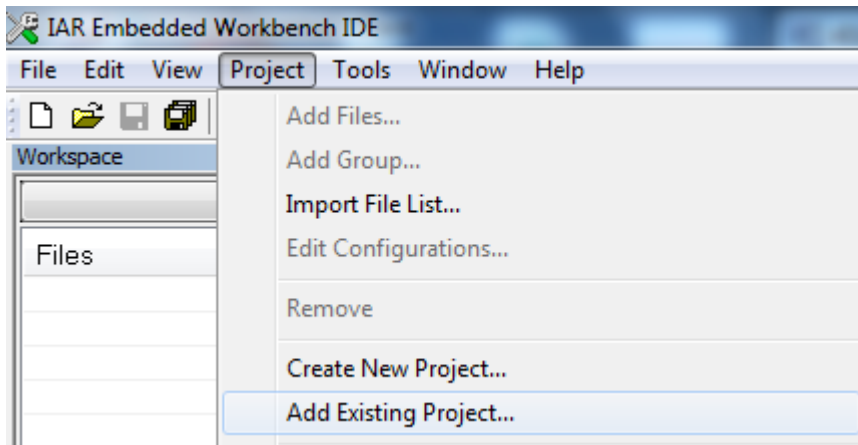 IAR Embedded Workbench IDE
File Edit View Project Tools Window Help
Workspace
Files
Add Files...
Add Group...
Import File List...
Edit Configurations...
Remove
Create New Project...
Add Existing Project...